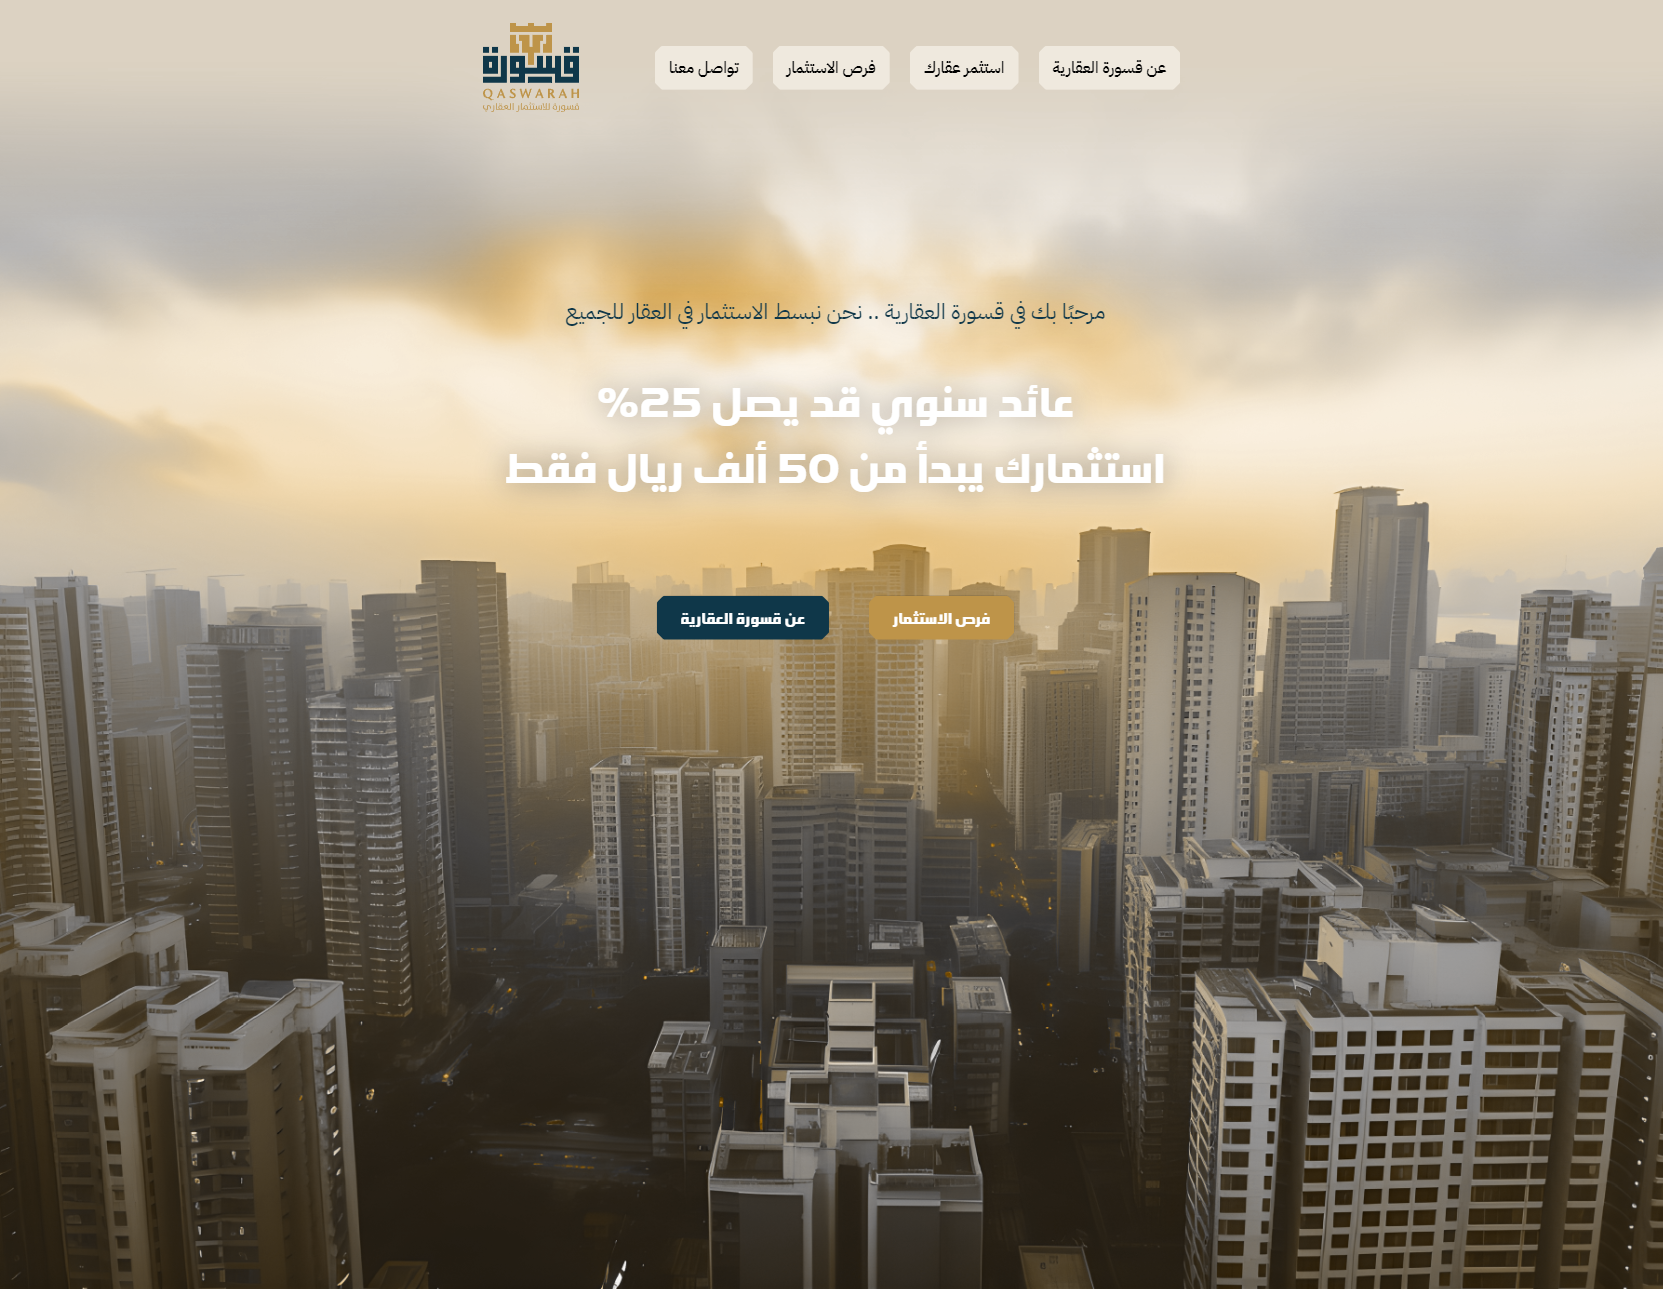 عن قسورة العقارية
استثمر عقارك
فرص الاستثمار
تواصل معنا
قسورة
QASWARAH
قسورة للاستثمار العقاري
مرحبًا بك في قسورة العقارية .. نحن نبسط الاستثمار في العقار للجميع
عائد سنوي قد يصل 25%
استثمارك يبدأ من 50 ألف ريال فقط
فرص الاستثمار
عن قسورة العقارية